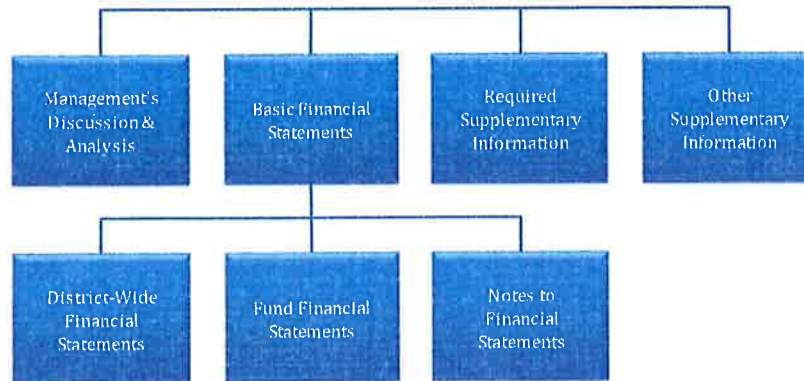 Management's
Discussion &
Analysis
Basic Financial
Statements
Required
Supplementary
Information
Other
Supplementary
Information
District-Wide
Financial
Statements
Fund Financial
Statements
Notes to
Financial
Statements